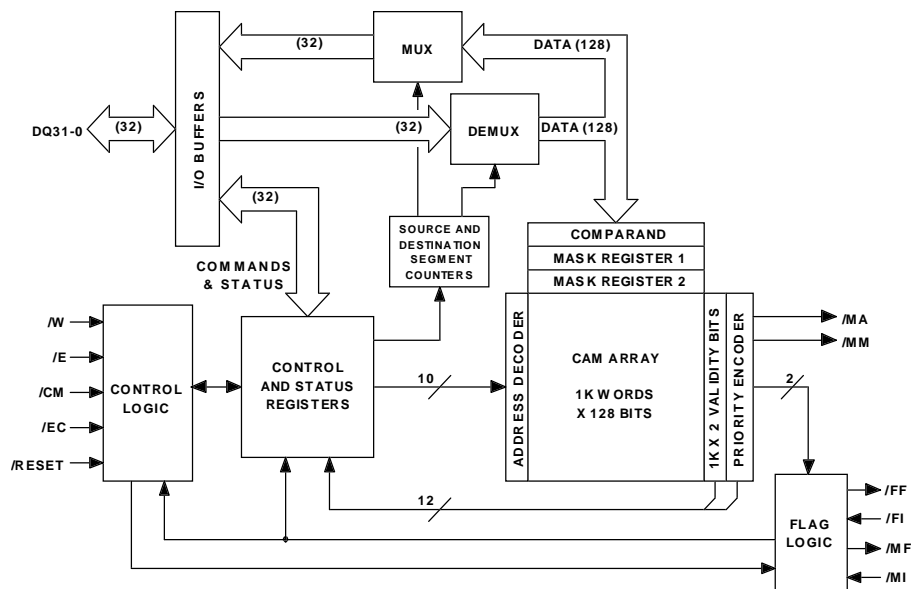 (32)
MUX
DATA (128)
DQ31-0
(32)
I/O BUFFERS
(32)
DEMUX
DATA (128)
(32)
COMMANDS
& STATUS
SOURCE AND
DESTINATION
SEGMENT
COUNTERS
COMPARAND
MASK REGISTER 1
MASK REGISTER 2
/W
/E
/CM
/EC
/RESET
CONTROL
LOGIC
CONTROL
AND STATUS
REGISTERS
10
ADDRESS DECODER
CAM ARRAY
1K WORDS
X 128 BITS
1K X 2 VALIDITY BITS
PRIORITY ENCODER
/MA
/MM
2
12
FLAG
LOGIC
/FF
/FI
/MF
/MI